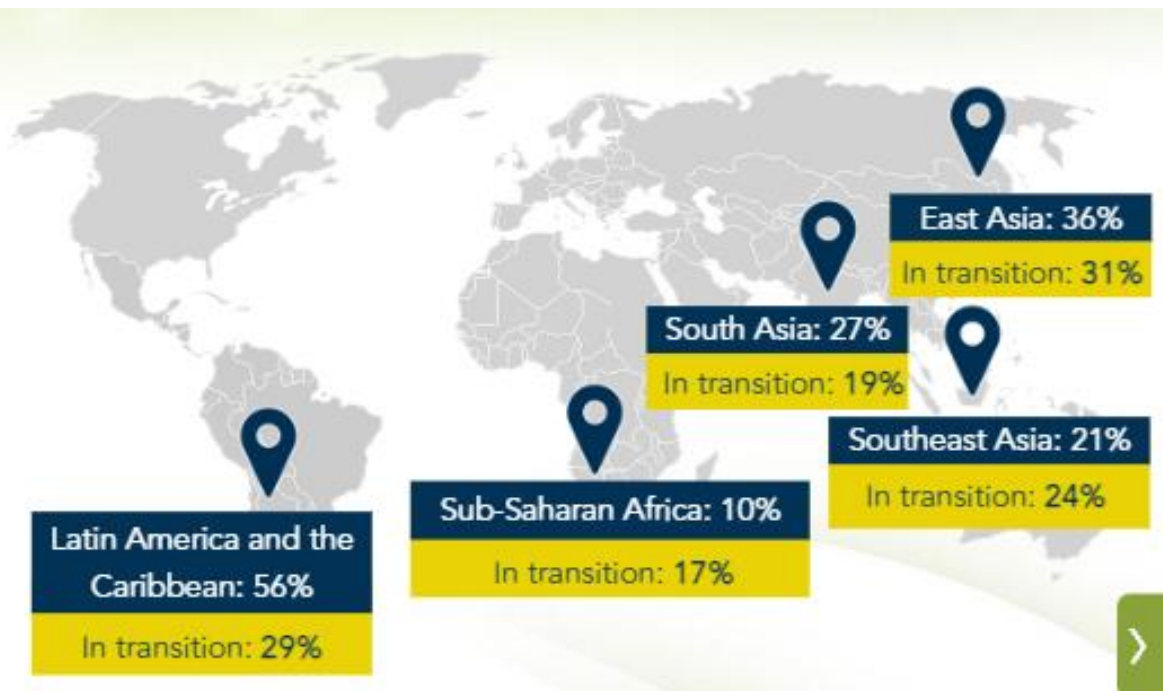 East Asia: 36%
In transition: 31%
South Asia: 27%
In transition: 19%
Southeast Asia: 21%
In transition: 24%
Sub-Saharan Africa: 10%
In transition: 17%
Latin America and the
Caribbean: 56%
In transition: 29%